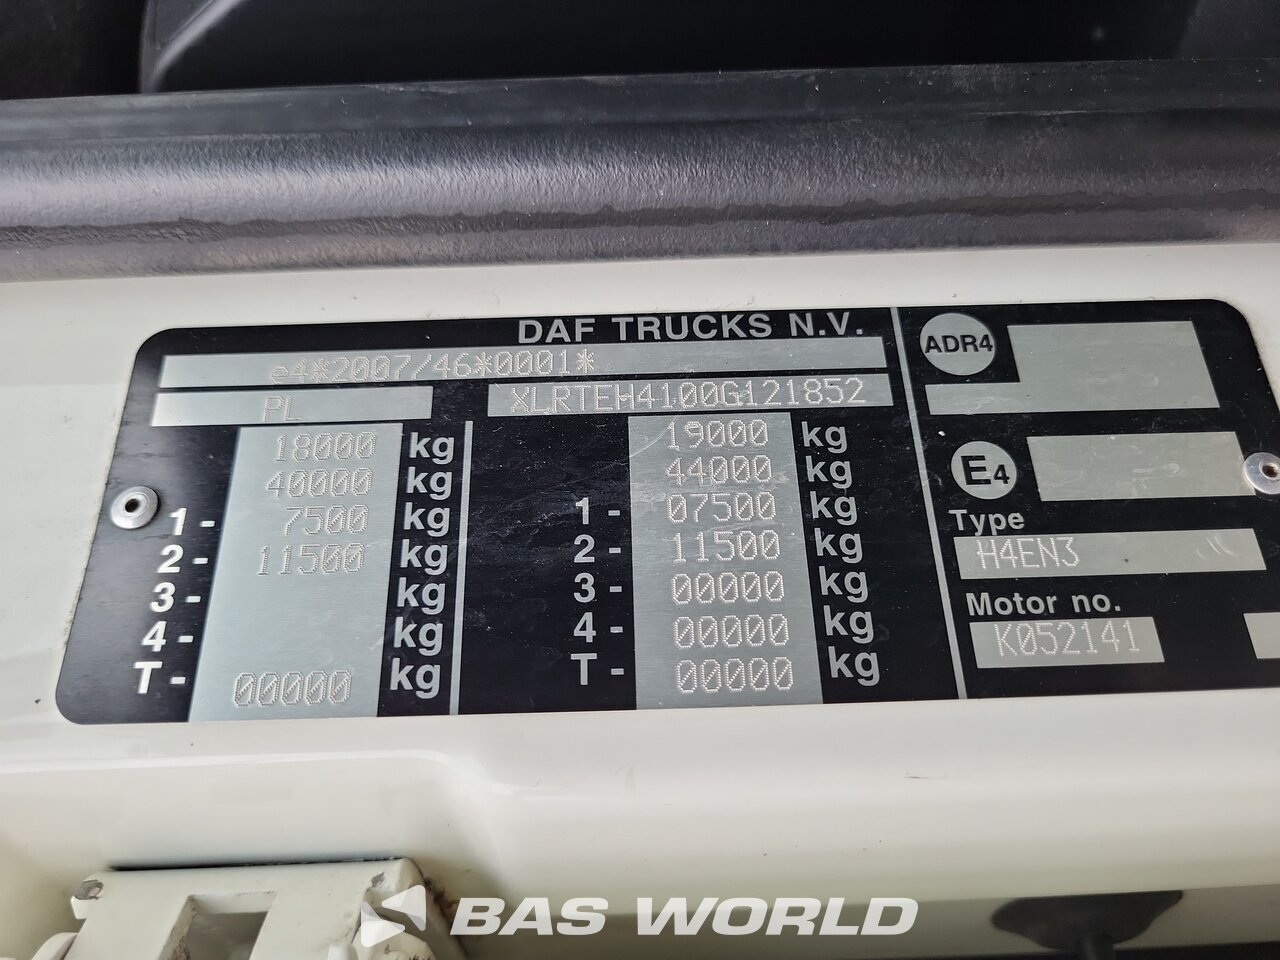 DAF TRUCKS N.V.
e4*2007/46*0001*
PL XLRTEH4100G121852
18000 kg 19000 kg
40000 kg 44000 kg
1- 7500 kg 1- 07500 kg
2- 11500 kg 2- 11500 kg
3- kg 3- 00000 kg
4- kg 4- 00000 kg
T- 00000 kg T- 00000 kg
ADR4
E4
Type
H4EN3
Motor no.
K052141
BAS WORLD